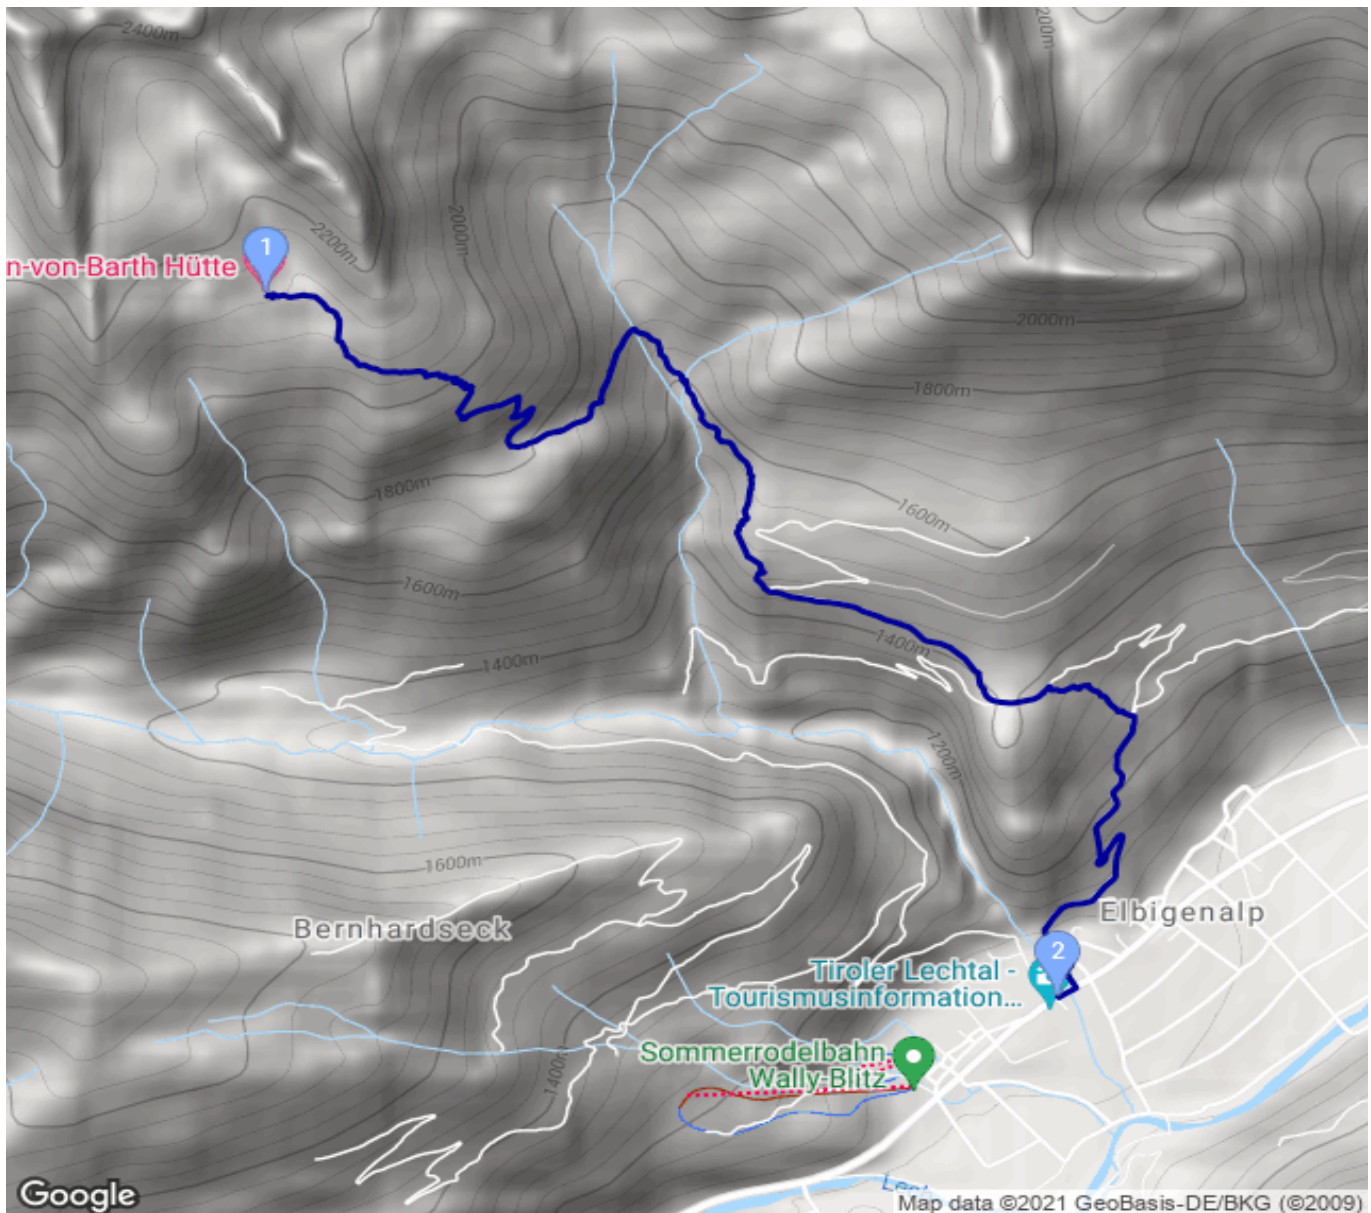 2400m
200m
2000m
2200m
1
n-von-Barth Hütte
2000m
1800m
1800m
1600m
1600m
1400m
1400m
1200m
1600m
Elbigenalp
Bernhardseck
2
Tiroler Lechtal -
Tourismusinformation...
Sommerrodelbahn
Wally-Blitz
1400m
Google
Map data ©2021 GeoBasis-DE/BKG (©2009)